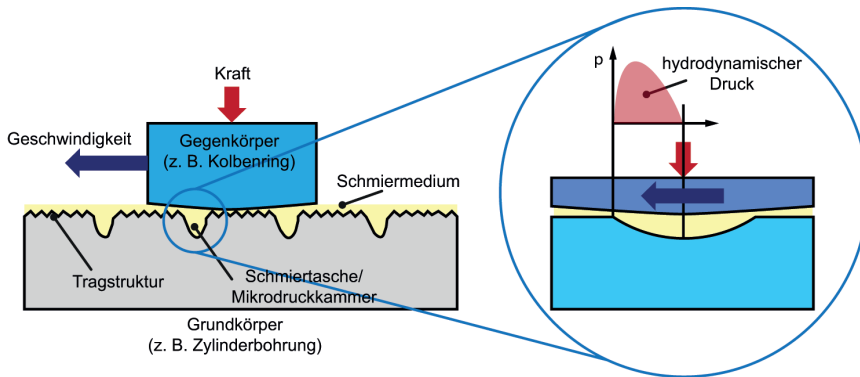 Kraft
Geschwindigkeit
Gegenkörper
(z. B. Kolbenring)
Schmiermedium
Tragstruktur
Schmiertasche/
Mikrodruckkammer
Grundkörper
(z. B. Zylinderbohrung)
p
hydrodynamischer
Druck